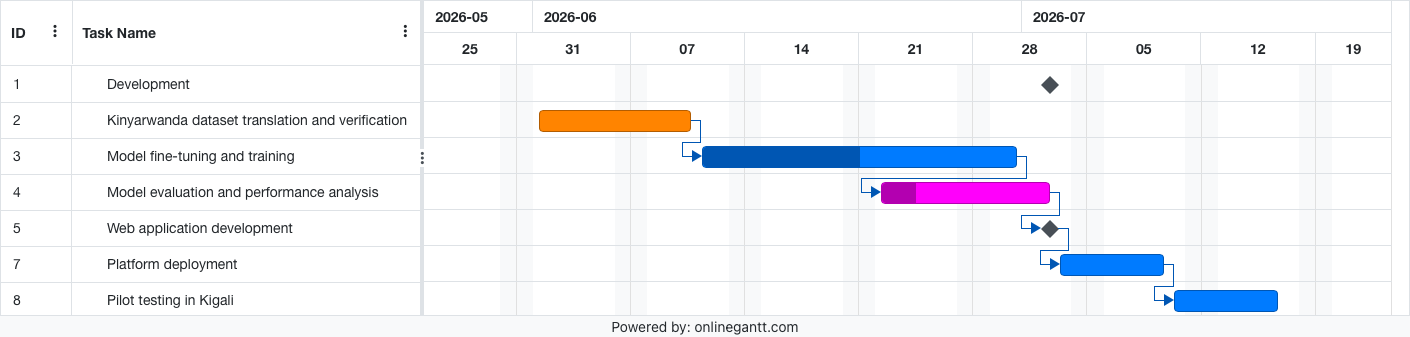 2026-05 2026-06 2026-07
ID Task Name
25 31 07 14 21 28 05 12 19
1 Development
2 Kinyarwanda dataset translation and verification
3 Model fine-tuning and training
4 Model evaluation and performance analysis
5 Web application development
7 Platform deployment
8 Pilot testing in Kigali
Powered by: onlinegantt.com